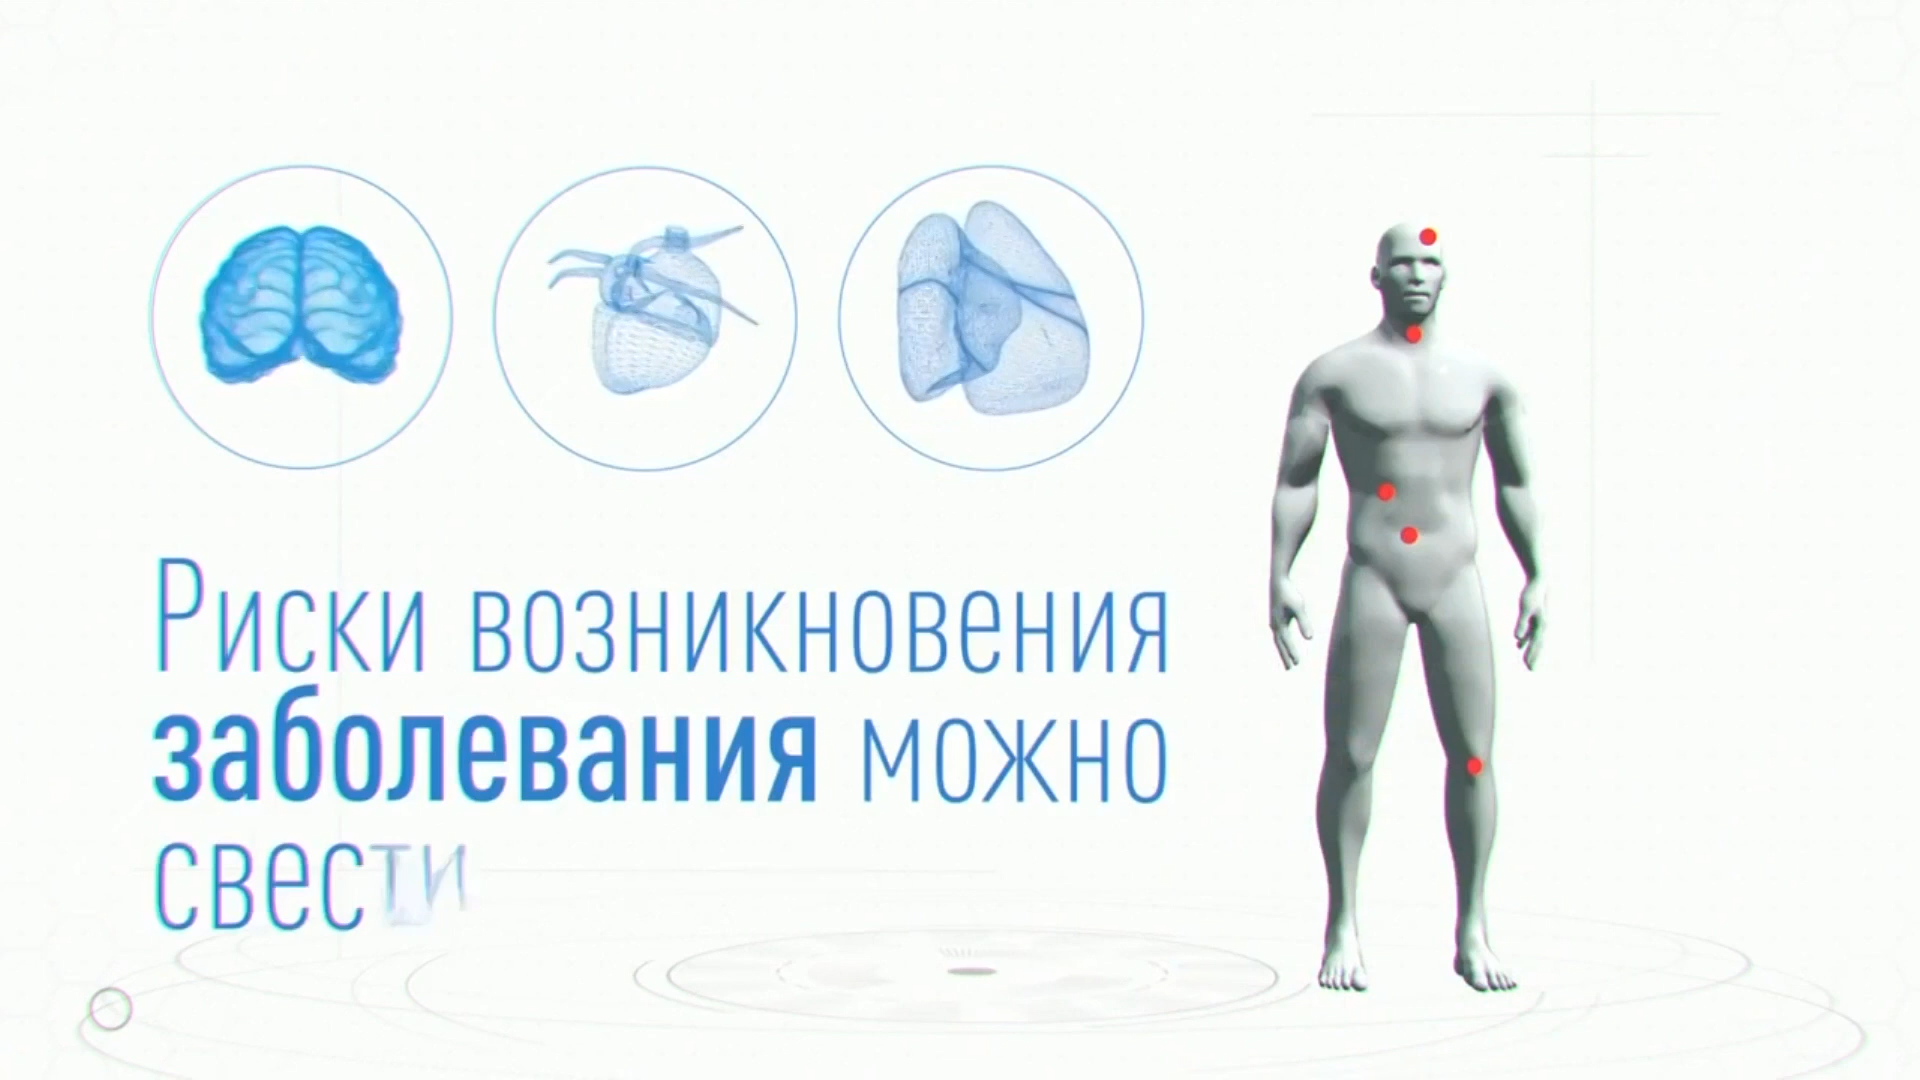 Риски возникновения
заболевания можно
свести